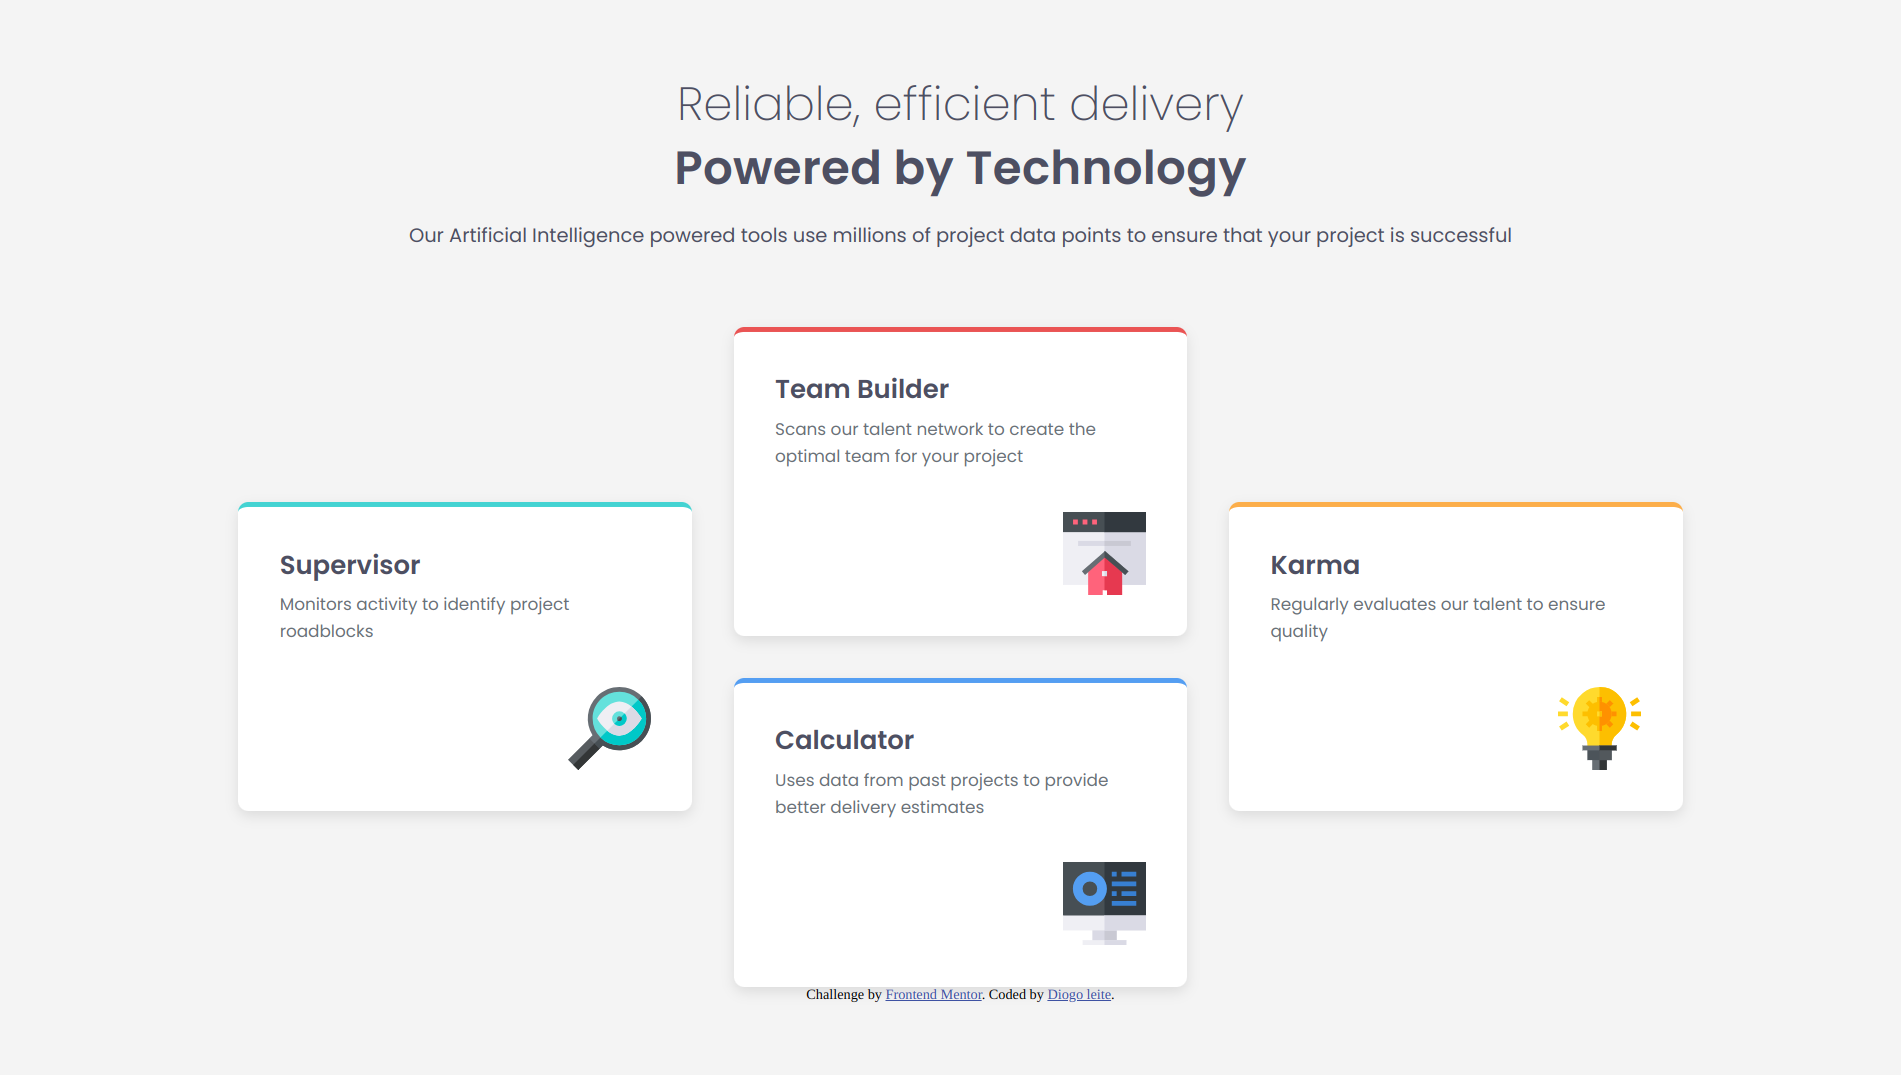 Reliable, efficient delivery
Powered by Technology
Our Artificial Intelligence powered tools use millions of project data points to ensure that your project is successful
Supervisor
Monitors activity to identify project
roadblocks
Team Builder
Scans our talent network to create the
optimal team for your project
Calculator
Uses data from past projects to provide
better delivery estimates
Karma
Regularly evaluates our talent to ensure
quality
Challenge by Frontend Mentor. Coded by Diogo leite.